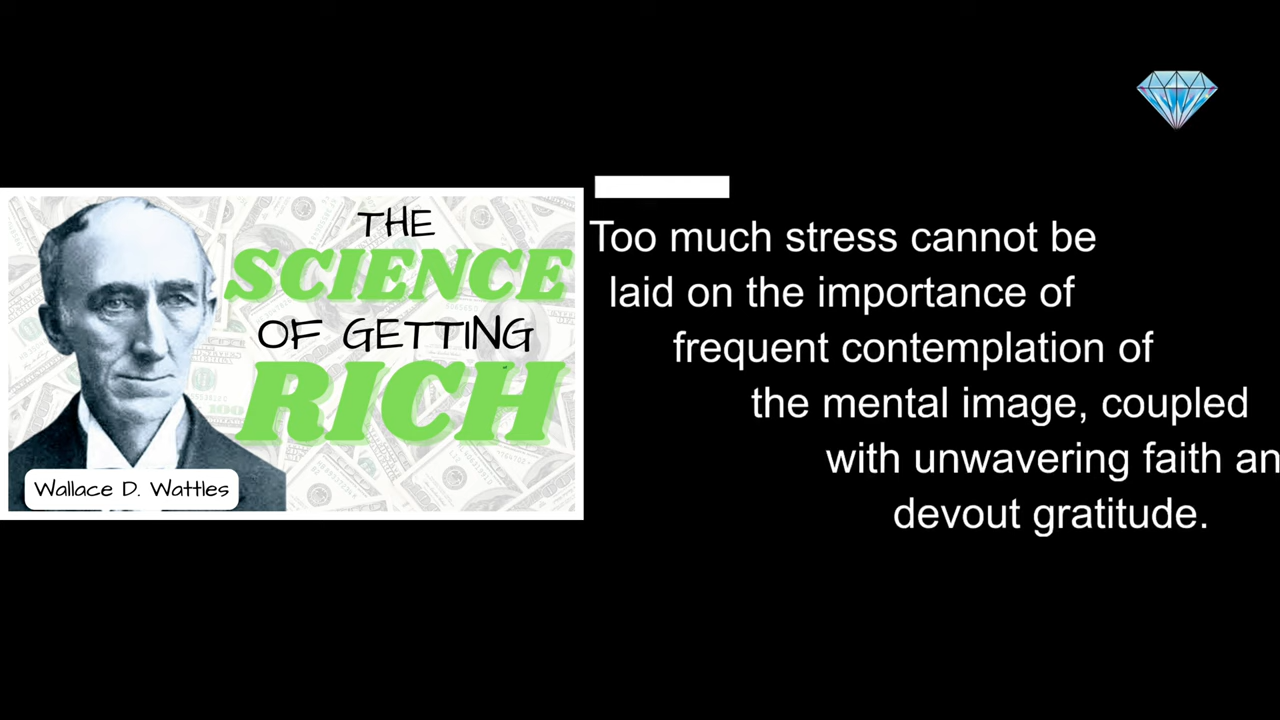 THE
SCIENCE
OF GETTING
RICH
Wallace D. Wattles
Too much stress cannot be
laid on the importance of
frequent contemplation of
the mental image, coupled
with unwavering faith an
devout gratitude.